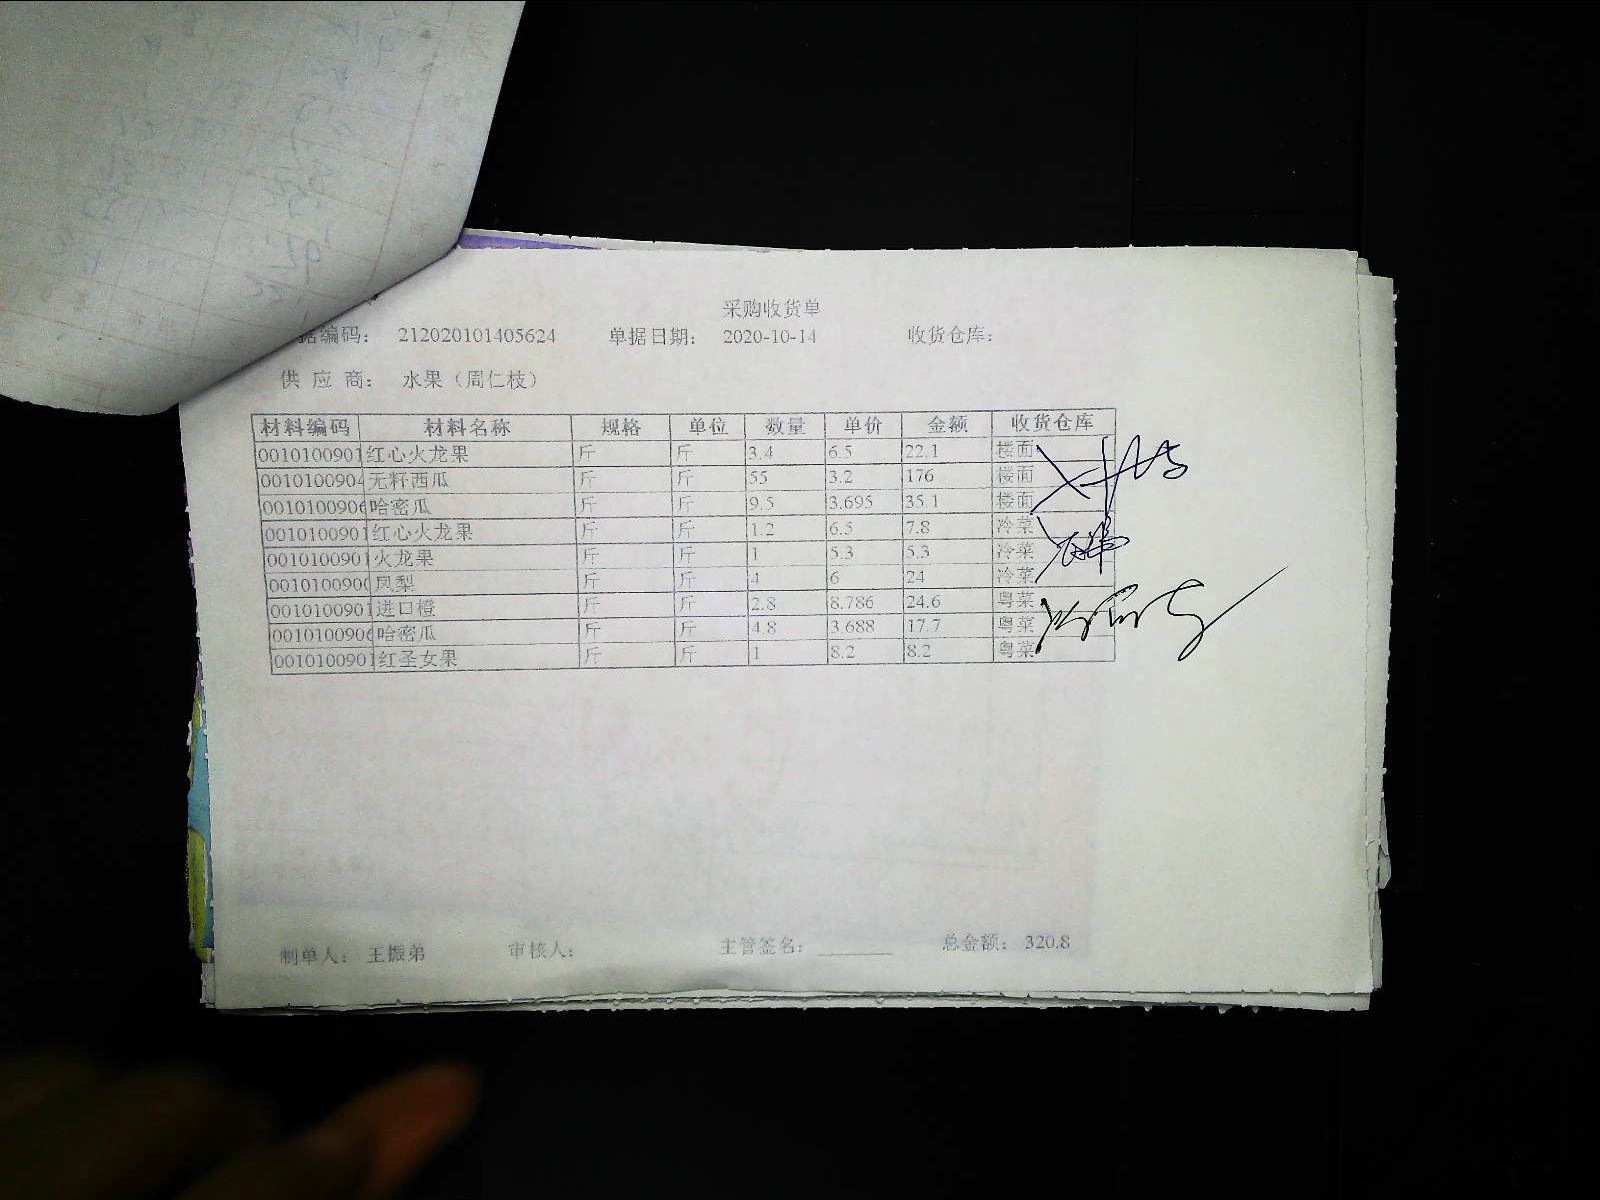 采购收货单
据编码： 212020101405624 单据日期： 2020-10-14 收货仓库：
供 应 商： 水果（周仁枝）
材料编码 材料名称 规格 单位 数量 单价 金额 收货仓库
0010100901 红心火龙果 斤 斤 3.4 6.5 22.1 楼面
0010100904 无籽西瓜 斤 斤 55 3.2 176 楼面
0010100906 哈密瓜 斤 斤 9.5 3.695 35.1 楼面
0010100901 红心火龙果 斤 斤 1.2 6.5 7.8 冷菜
0010100901 火龙果 斤 斤 1 5.3 5.3 冷菜
0010100900 凤梨 斤 斤 4 6 24 冷菜
0010100901 进口橙 斤 斤 2.8 8.786 24.6 粤菜
0010100906 哈密瓜 斤 斤 4.8 3.688 17.7 粤菜
0010100901 红圣女果 斤 斤 1 8.2 8.2 粤菜
制单人： 王振弟 审核人： 主管签名： 总金额： 320.8